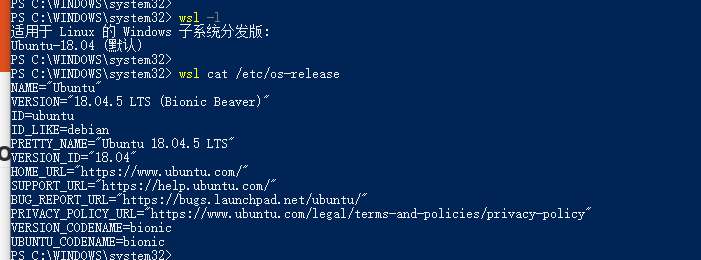 PS C:\WINDOWS\system32>
PS C:\WINDOWS\system32> wsl -l
适用于 Linux 的 Windows 子系统分发版:
Ubuntu-18.04 (默认)
PS C:\WINDOWS\system32>
PS C:\WINDOWS\system32> wsl cat /etc/os-release
NAME="Ubuntu"
VERSION="18.04.5 LTS (Bionic Beaver)"
ID=ubuntu
ID_LIKE=debian
PRETTY_NAME="Ubuntu 18.04.5 LTS"
VERSION_ID="18.04"
HOME_URL="https://www.ubuntu.com/"
SUPPORT_URL="https://help.ubuntu.com/"
BUG_REPORT_URL="https://bugs.launchpad.net/ubuntu/"
PRIVACY_POLICY_URL="https://www.ubuntu.com/legal/terms-and-policies/privacy-policy"
VERSION_CODENAME=bionic
UBUNTU_CODENAME=bionic
PS C:\WINDOWS\system32>